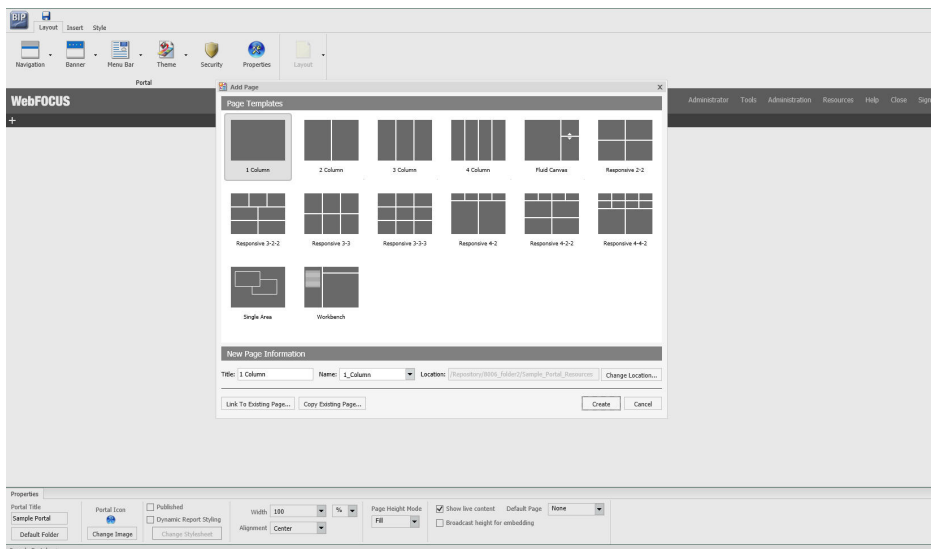 BIP
Layout Insert Style
Navigation Banner Menu Bar Theme Security Properties Layout
Portal
Add Page x
WebFOCUS Administrator Tools Administration Resources Help Close Sign
+
Page Templates
1 Column 2 Column 3 Column 4 Column Fluid Canvas Responsive 2-2
Responsive 3-2-2 Responsive 3-3 Responsive 3-3-3 Responsive 4-2 Responsive 4-2-2 Responsive 4-4-2
Single Area Workbench
New Page Information
Title: 1 Column Name: 1_Column Location: /Repository/8006_folder2/Sample_Portal_Resources Change Location...
Link To Existing Page... Copy Existing Page... Create Cancel
Properties
Portal Title Portal Icon Published Width 100 % Page Height Mode Show live content Default Page None
Sample Portal Dynamic Report Styling Alignment Center Fill Broadcast height for embedding
Default Folder Change Image Change Stylesheet